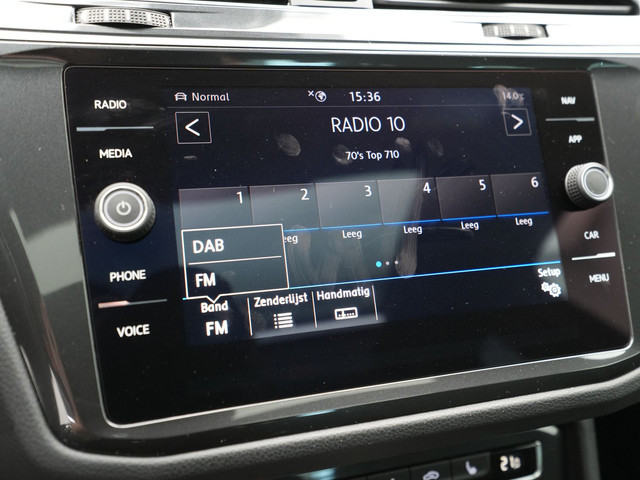 RADIO
MEDIA
PHONE
VOICE
Normal 15:36 14.0°C
RADIO 10
70's Top 710
1 2 3 4 5 6
eeg Leeg Leeg Leeg Leeg
DAB
FM
Band Zenderlijst Handmatig Setup
FM
NAV
APP
CAR
MENU